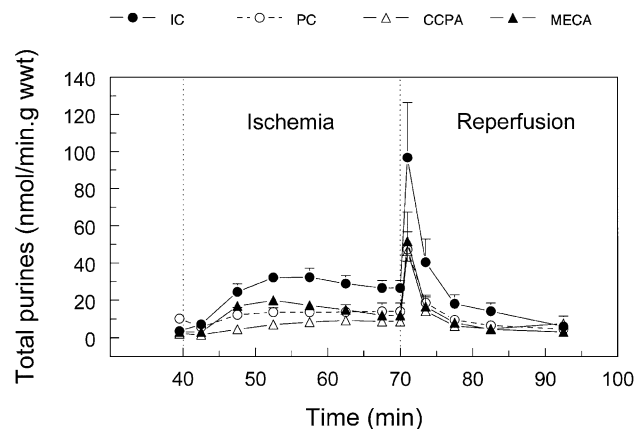 IC PC CCPA MECA
Total purines (nmol/min.g wwt)
140
120
100
80
60
40
20
0
Ischemia Reperfusion
40 50 60 70 80 90 100
Time (min)